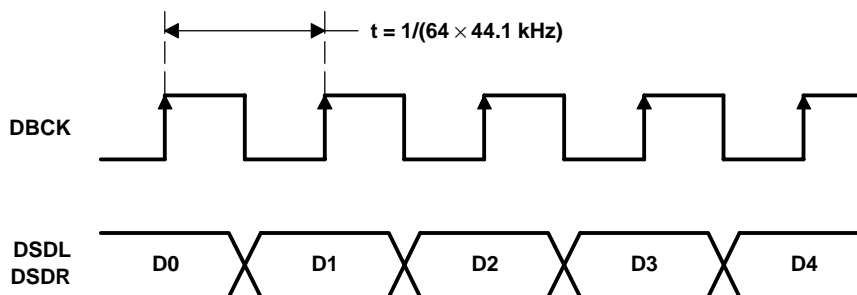 t = 1/(64 × 44.1 kHz)
DBCK
DSDL
DSDR
D0
D1
D2
D3
D4